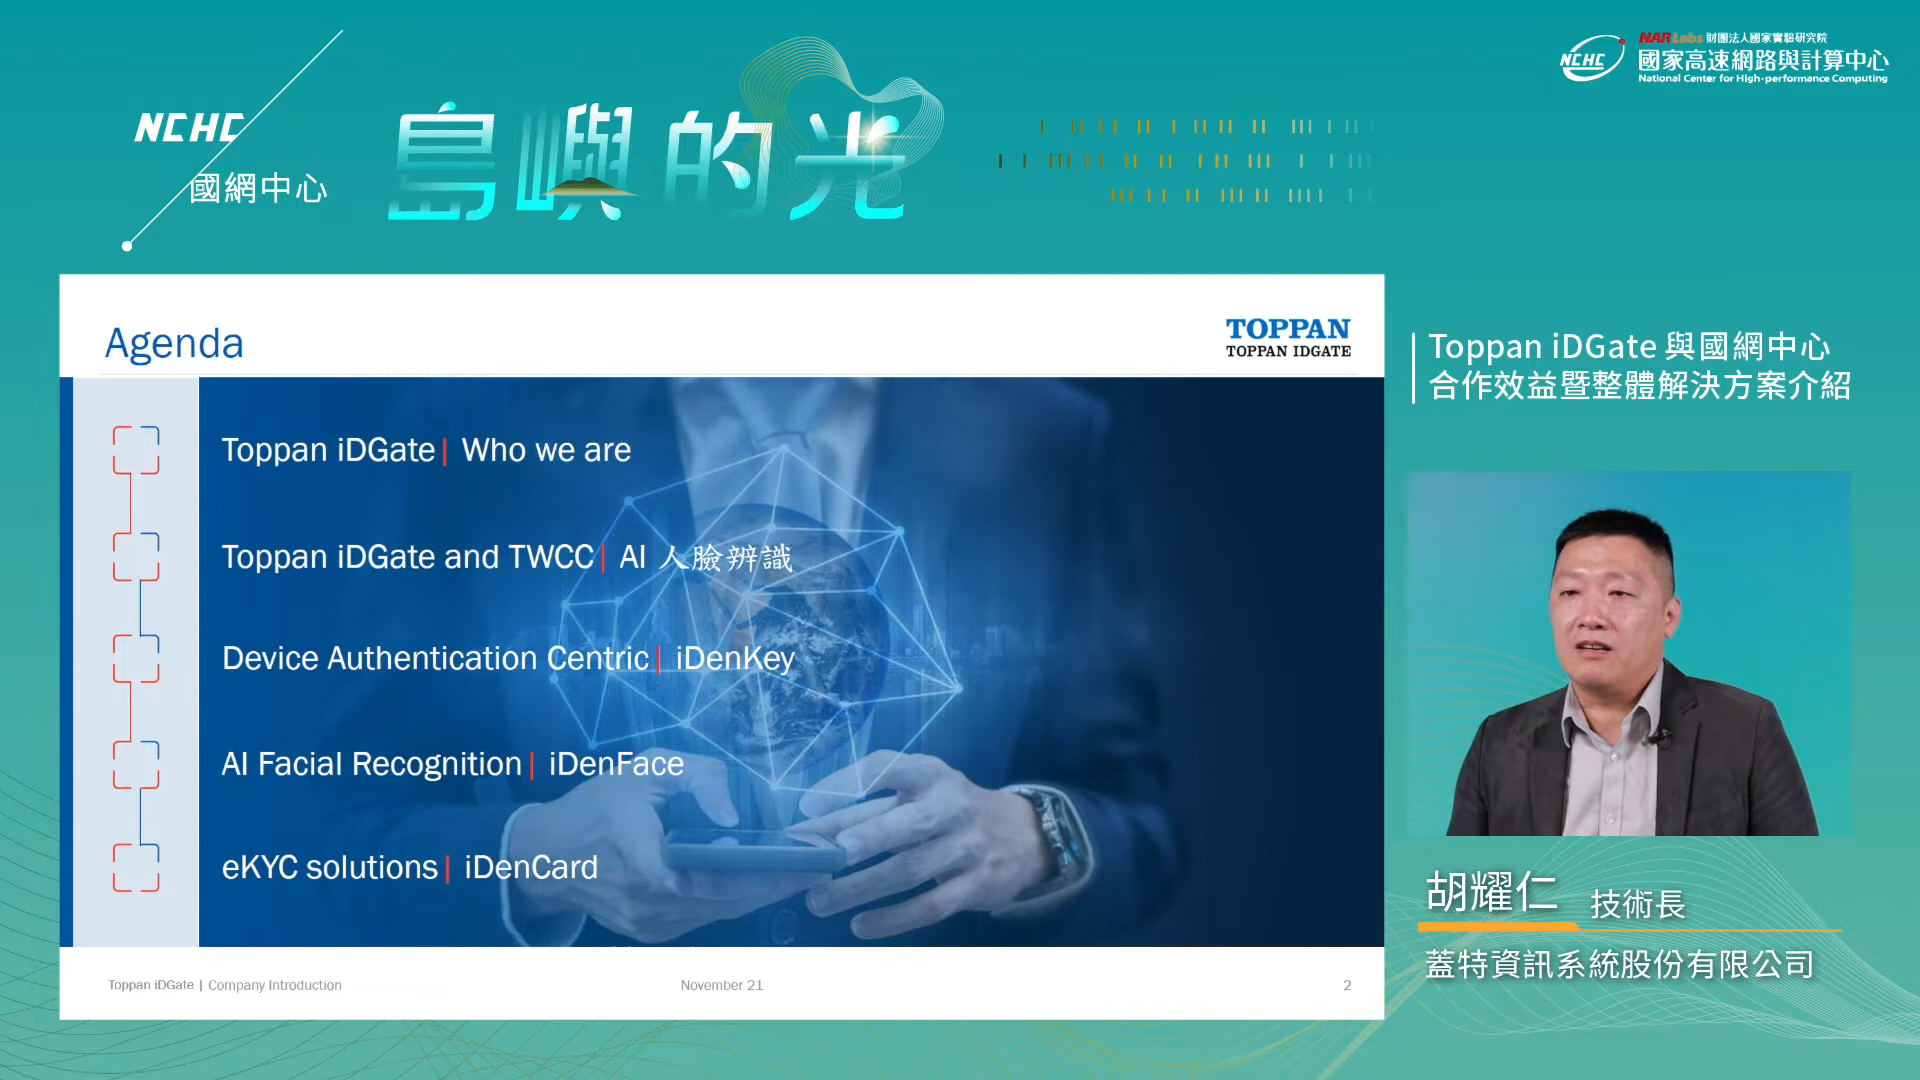 NCHC
國網中心
島嶼的光
NCHC
NARLabs 財團法人國家實驗研究院
國家高速網路與計算中心
National Center for High-performance Computing
Agenda
TOPPAN
TOPPAN IDGATE
Toppan iDGate| Who we are
Toppan iDGate and TWCC| AI 人臉辨識
Device Authentication Centric| iDenKey
AI Facial Recognition| iDenFace
eKYC solutions| iDenCard
Toppan iDGate | Company Introduction
November 21
2
Toppan iDGate 與國網中心
合作效益暨整體解決方案介紹
胡耀仁 技術長
蓋特資訊系統股份有限公司